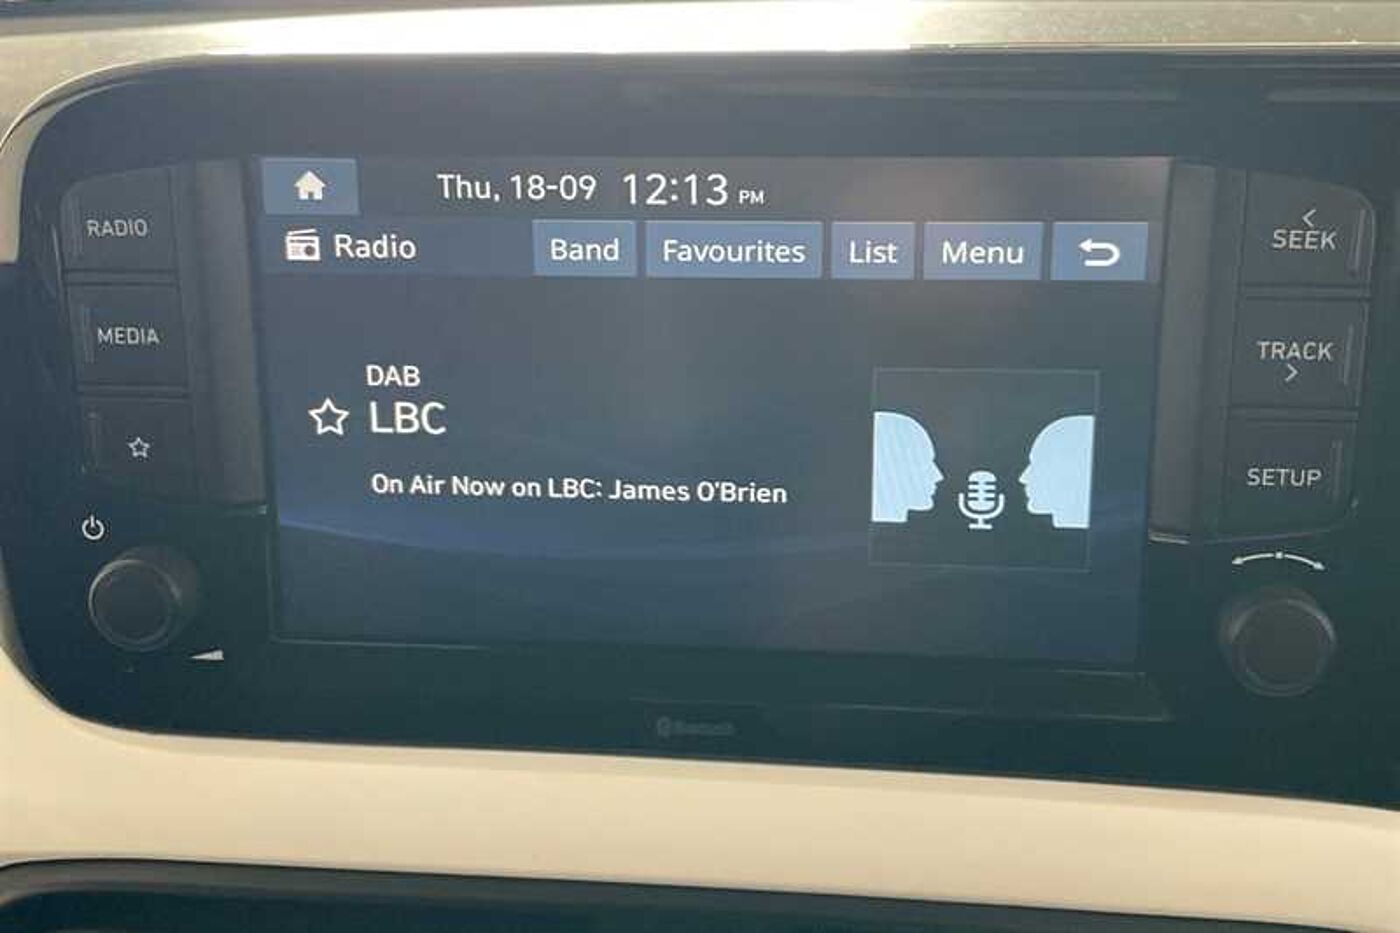 Thu, 18-09 12:13 PM
Radio Band Favourites List Menu
RADIO
MEDIA
DAB
LBC
On Air Now on LBC: James O'Brien
< SEEK
TRACK >
SETUP
Bluetooth